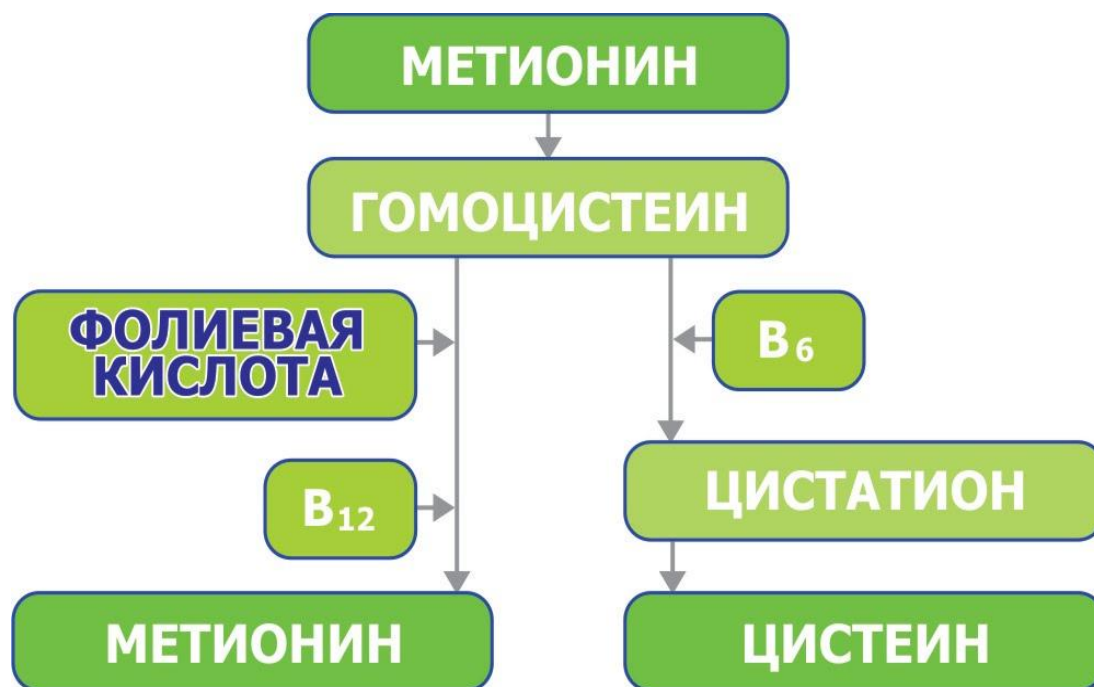 МЕТИОНИН
ГОМОЦИСТЕИН
ФОЛИЕВАЯ
КИСЛОТА
B₆
B₁₂
ЦИСТАТИОН
МЕТИОНИН
ЦИСТЕИН